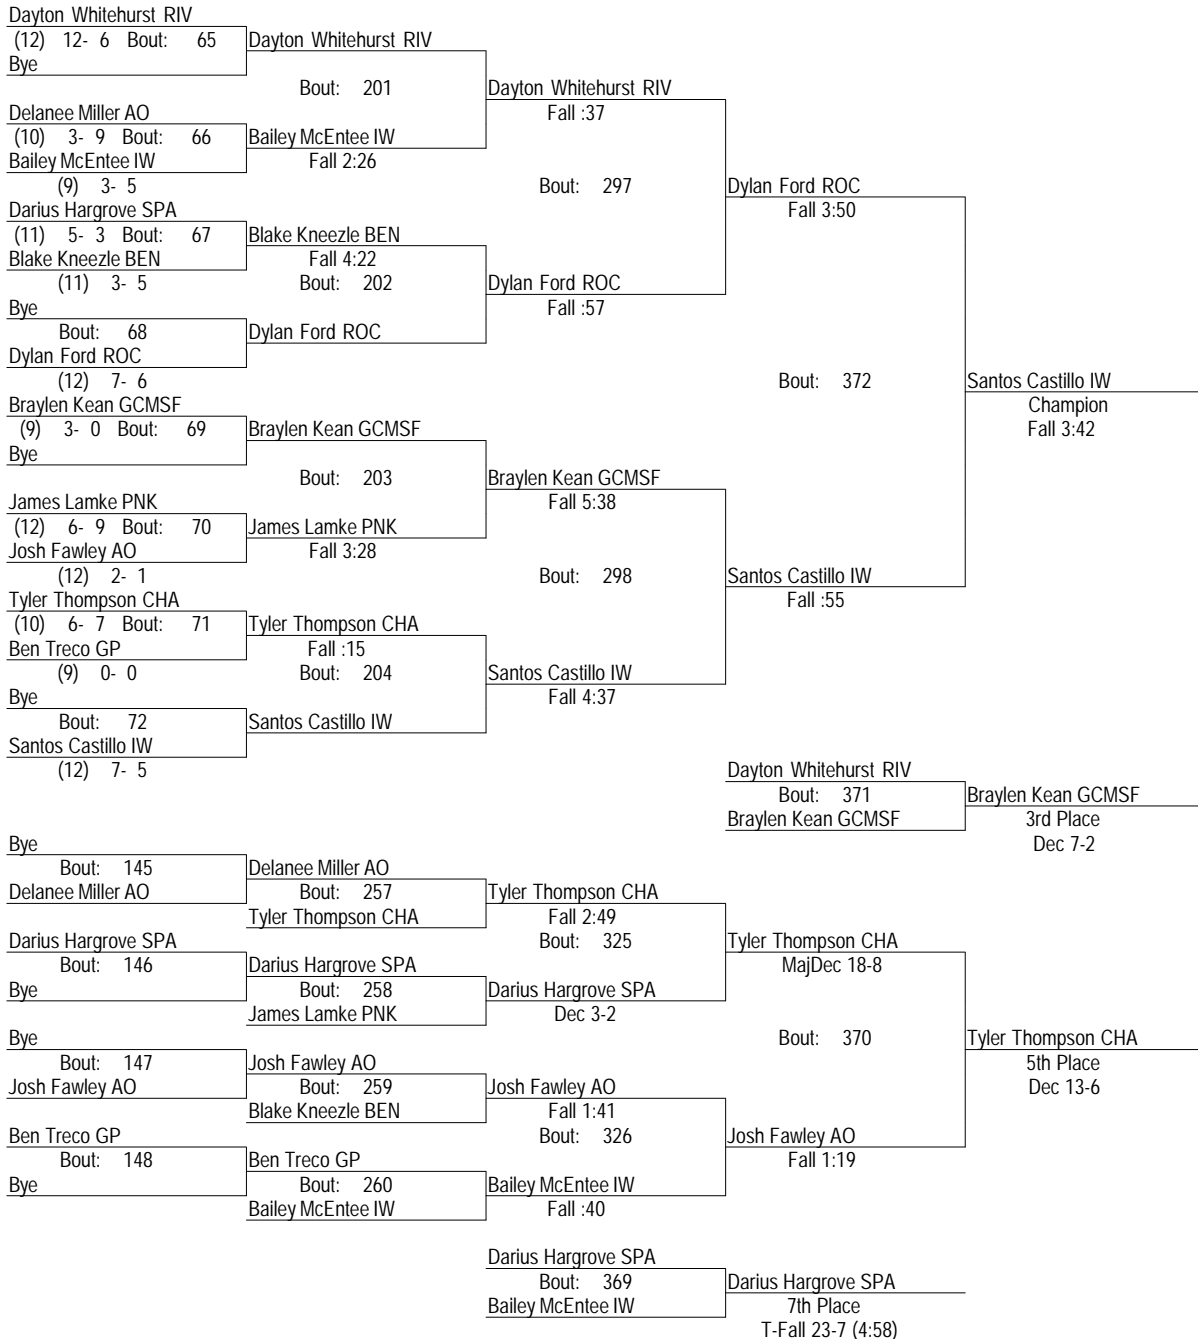 Dayton Whitehurst RIV
(12) 12- 6 Bout: 65
Bye
Dayton Whitehurst RIV
Bout: 201
Dayton Whitehurst RIV
Fall :37
Delanee Miller AO
(10) 3- 9 Bout: 66
Bailey McEntee IW
(9) 3- 5
Bailey McEntee IW
Fall 2:26
Bout: 297
Dylan Ford ROC
Fall 3:50
Darius Hargrove SPA
(11) 5- 3 Bout: 67
Blake Kneezle BEN
(11) 3- 5
Blake Kneezle BEN
Fall 4:22
Bout: 202
Dylan Ford ROC
Fall :57
Bye
Bout: 68
Dylan Ford ROC
(12) 7- 6
Dylan Ford ROC
Bout: 372
Santos Castillo IW
Champion
Fall 3:42
Braylen Kean GCMSF
(9) 3- 0 Bout: 69
Bye
Braylen Kean GCMSF
Bout: 203
Braylen Kean GCMSF
Fall 5:38
James Lamke PNK
(12) 6- 9 Bout: 70
Josh Fawley AO
(12) 2- 1
James Lamke PNK
Fall 3:28
Bout: 298
Santos Castillo IW
Fall :55
Tyler Thompson CHA
(10) 6- 7 Bout: 71
Ben Treco GP
(9) 0- 0
Tyler Thompson CHA
Fall :15
Bout: 204
Santos Castillo IW
Fall 4:37
Bye
Bout: 72
Santos Castillo IW
(12) 7- 5
Santos Castillo IW
Dayton Whitehurst RIV
Bout: 371
Braylen Kean GCMSF
Braylen Kean GCMSF
3rd Place
Dec 7-2
Bye
Bout: 145
Delanee Miller AO
Delanee Miller AO
Bout: 257
Tyler Thompson CHA
Tyler Thompson CHA
Fall 2:49
Bout: 325
Tyler Thompson CHA
MajDec 18-8
Darius Hargrove SPA
Bout: 146
Bye
Darius Hargrove SPA
Bout: 258
James Lamke PNK
Darius Hargrove SPA
Dec 3-2
Bout: 370
Tyler Thompson CHA
5th Place
Dec 13-6
Bye
Bout: 147
Josh Fawley AO
Josh Fawley AO
Bout: 259
Blake Kneezle BEN
Josh Fawley AO
Fall 1:41
Bout: 326
Josh Fawley AO
Fall 1:19
Ben Treco GP
Bout: 148
Bye
Ben Treco GP
Bout: 260
Bailey McEntee IW
Bailey McEntee IW
Fall :40
Darius Hargrove SPA
Bout: 369
Bailey McEntee IW
Darius Hargrove SPA
7th Place
T-Fall 23-7 (4:58)